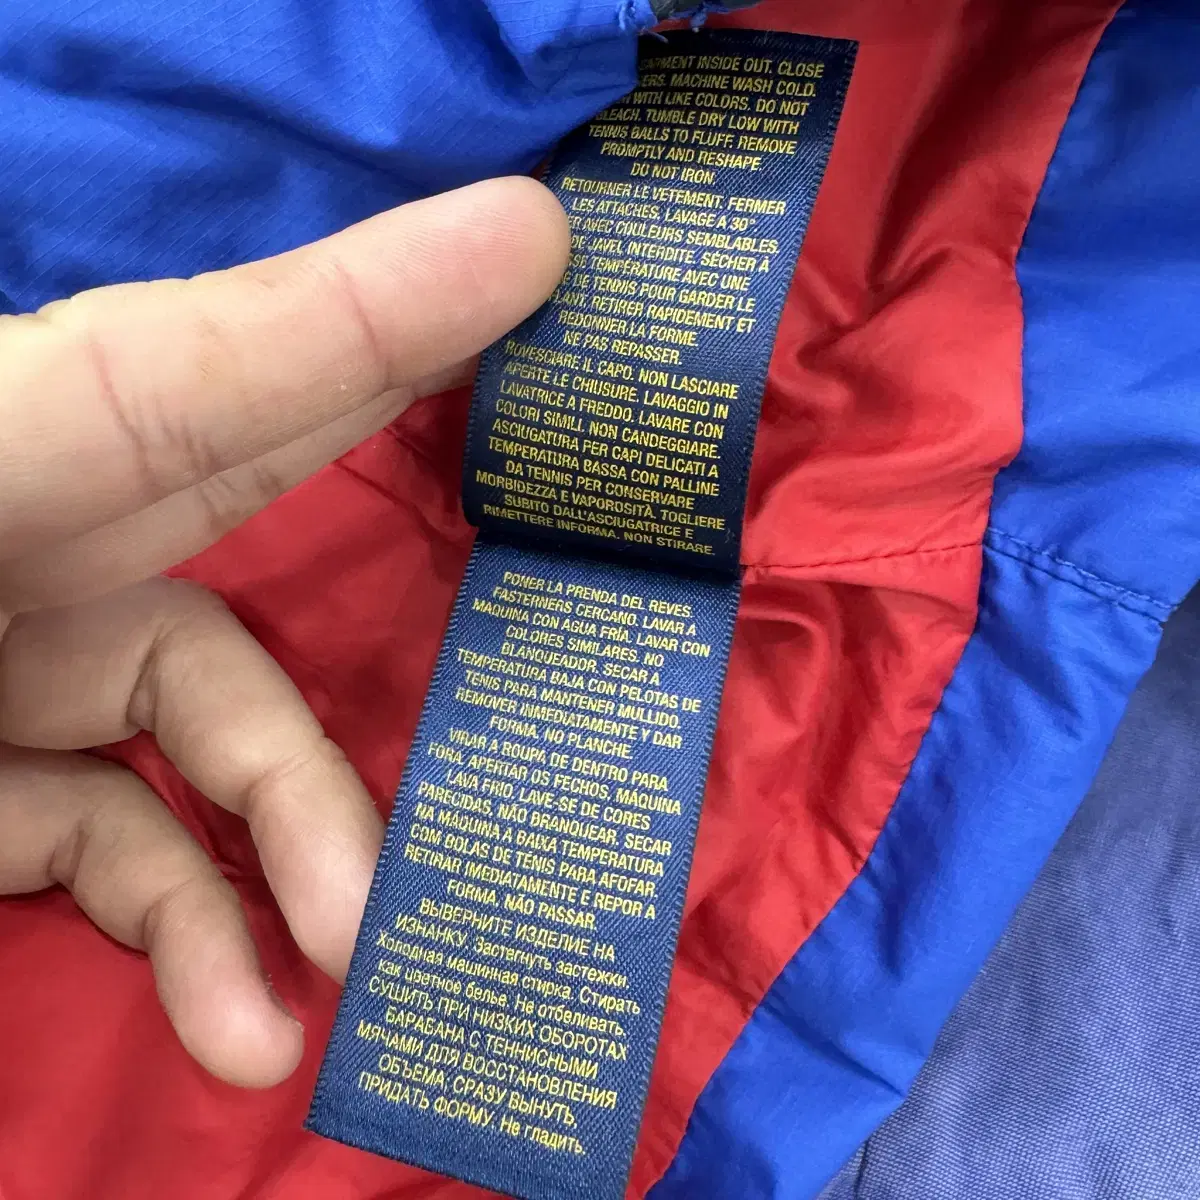 GARMENT INSIDE OUT. CLOSE
MACHINE WASH COLD.
WITH LIKE COLORS. DO NOT
BLEACH. TUMBLE DRY LOW WITH
TENNIS BALLS TO FLUFF. REMOVE
PROMPTLY AND RESHAPE.
DO NOT IRON.
RETOURNER LE VETEMENT. FERMER
LES ATTACHES. LAVAGE A 30°
AVEC COULEURS SEMBLABLES.
DE JAVEL INTERDITE. SÉCHER À
TEMPÉRATURE AVEC UNE
DE TENNIS POUR GARDER LE
RETIRER RAPIDEMENT ET
REDONNER LA FORME
NE PAS REPASSER.
ROVESCIARE IL CAPO. NON LASCIARE
APERTE LE CHIUSURE. LAVAGGIO IN
LAVATRICE A FREDDO. LAVARE CON
COLORI SIMILI. NON CANDEGGIARE.
ASCIUGATURA PER CAPI DELICATI A
TEMPERATURA BASSA CON PALLINE
DA TENNIS PER CONSERVARE
MORBIDEZZA E VAPOROSITÀ. TOGLIERE
SUBITO DALL'ASCIUGATRICE E
RIMETTERE INFORMA. NON STIRARE.
PONER LA PRENDA DEL REVES.
FASTERNERS CERCANO. LAVAR A
MÁQUINA CON AGUA FRÍA. LAVAR CON
COLORES SIMILARES. NO
BLANQUEADOR. SECAR A
TEMPERATURA BAJA CON PELOTAS DE
TENIS PARA MANTENER MULLIDO.
REMOVER INMEDIATAMENTE Y DAR
FORMA. NO PLANCHE.
VIRAR A ROUPA DE DENTRO PARA
FORA. APERTAR OS FECHOS. MÁQUINA
LAVA FRIO. LAVE-SE DE CORES
PARECIDAS. NÃO BRANQUEAR. SECAR
NA MÁQUINA A BAIXA TEMPERATURA
COM BOLAS DE TENIS PARA AFOFAR.
RETIRAR IMEDIATAMENTE E REPOR A
FORMA. NÃO PASSAR.
ВЫВЕРНИТЕ ИЗДЕЛИЕ НА
ИЗНАНКУ. Застегнуть застежки.
Холодная машинная стирка. Стирать
как цветное белье. Не отбеливать.
СУШИТЬ ПРИ НИЗКИХ ОБОРОТАХ
БАРАБАНА С ТЕННИСНЫМИ
МЯЧАМИ ДЛЯ ВОССТАНОВЛЕНИЯ
ОБЪЕМА; СРАЗУ ВЫНУТЬ,
ПРИДАТЬ ФОРМУ. Не гладить.